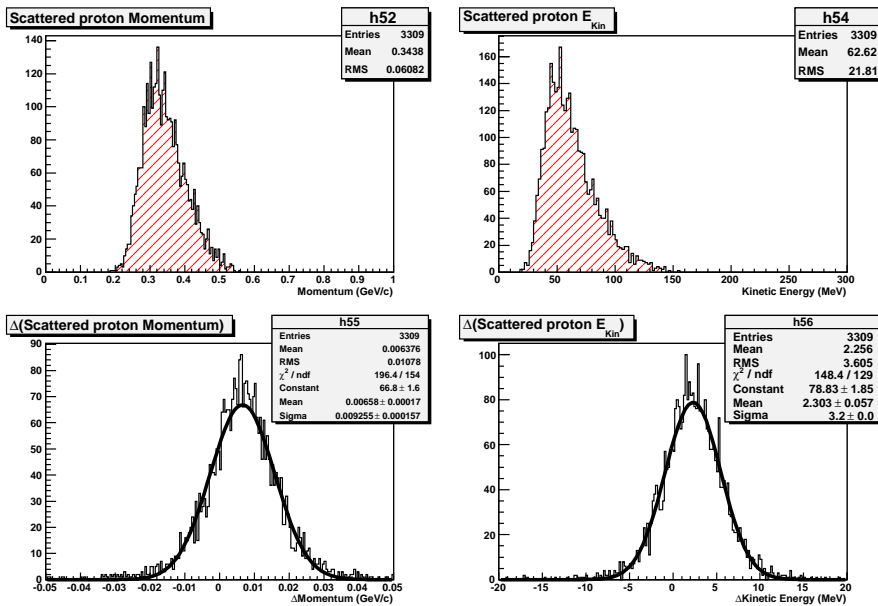 Scattered proton Momentum
h52
Entries 3309
Mean 0.3438
RMS 0.06082
140
120
100
80
60
40
20
0
0 0.1 0.2 0.3 0.4 0.5 0.6 0.7 0.8 0.9 1
Momentum (GeV/c)
Scattered proton E_Kin
h54
Entries 3309
Mean 62.62
RMS 21.81
160
140
120
100
80
60
40
20
0
0 50 100 150 200 250 300
Kinetic Energy (MeV)
Δ(Scattered proton Momentum)
h55
Entries 3309
Mean 0.006376
RMS 0.01078
χ² / ndf 196.4 / 154
Constant 66.8 ± 1.6
Mean 0.00658 ± 0.00017
Sigma 0.009255 ± 0.000157
90
80
70
60
50
40
30
20
10
0
-0.05 -0.04 -0.03 -0.02 -0.01 0 0.01 0.02 0.03 0.04 0.05
ΔMomentum (GeV/c)
Δ(Scattered proton E_Kin)
h56
Entries 3309
Mean 2.256
RMS 3.605
χ² / ndf 148.4 / 129
Constant 78.83 ± 1.85
Mean 2.303 ± 0.057
Sigma 3.2 ± 0.0
100
80
60
40
20
0
-20 -15 -10 -5 0 5 10 15 20
ΔKinetic Energy (MeV)